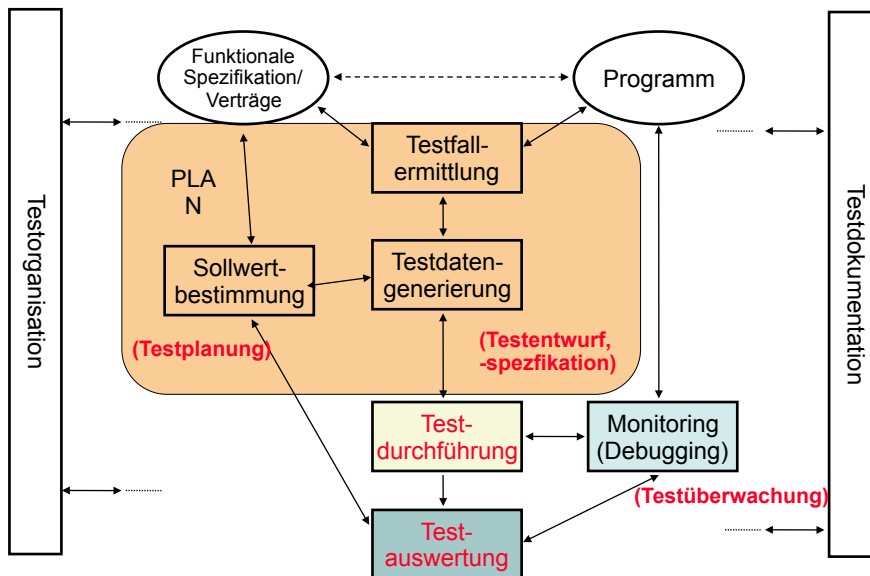 Funktionale
Spezifikation/
Verträge
Programm
Testorganisation
Testdokumentation
Testfall-
ermittlung
PLA
N
Sollwert-
bestimmung
Testdaten-
generierung
(Testplanung)
(Testentwurf,
-spezfikation)
Test-
durchführung
Monitoring
(Debugging)
(Testüberwachung)
Test-
auswertung